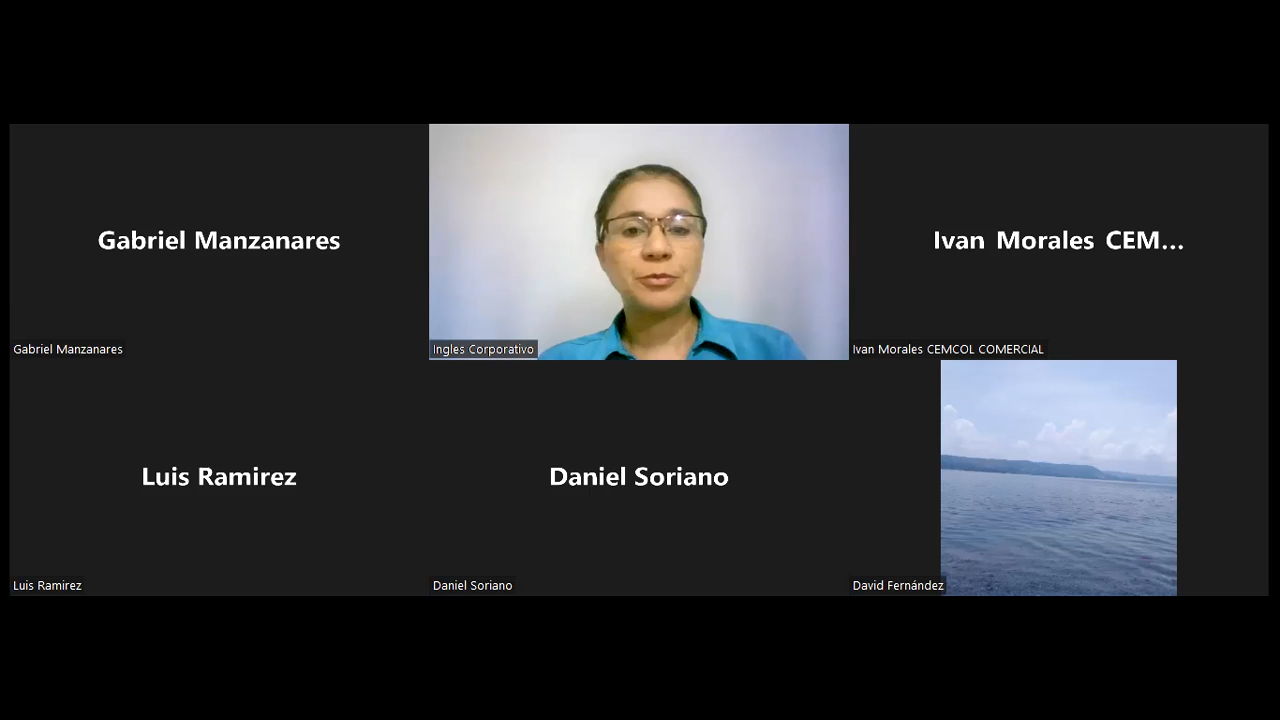 Gabriel Manzanares
Gabriel Manzanares
Ingles Corporativo
Ivan Morales CEM...
Ivan Morales CEMCOL COMERCIAL
Luis Ramirez
Luis Ramirez
Daniel Soriano
Daniel Soriano
David Fernández